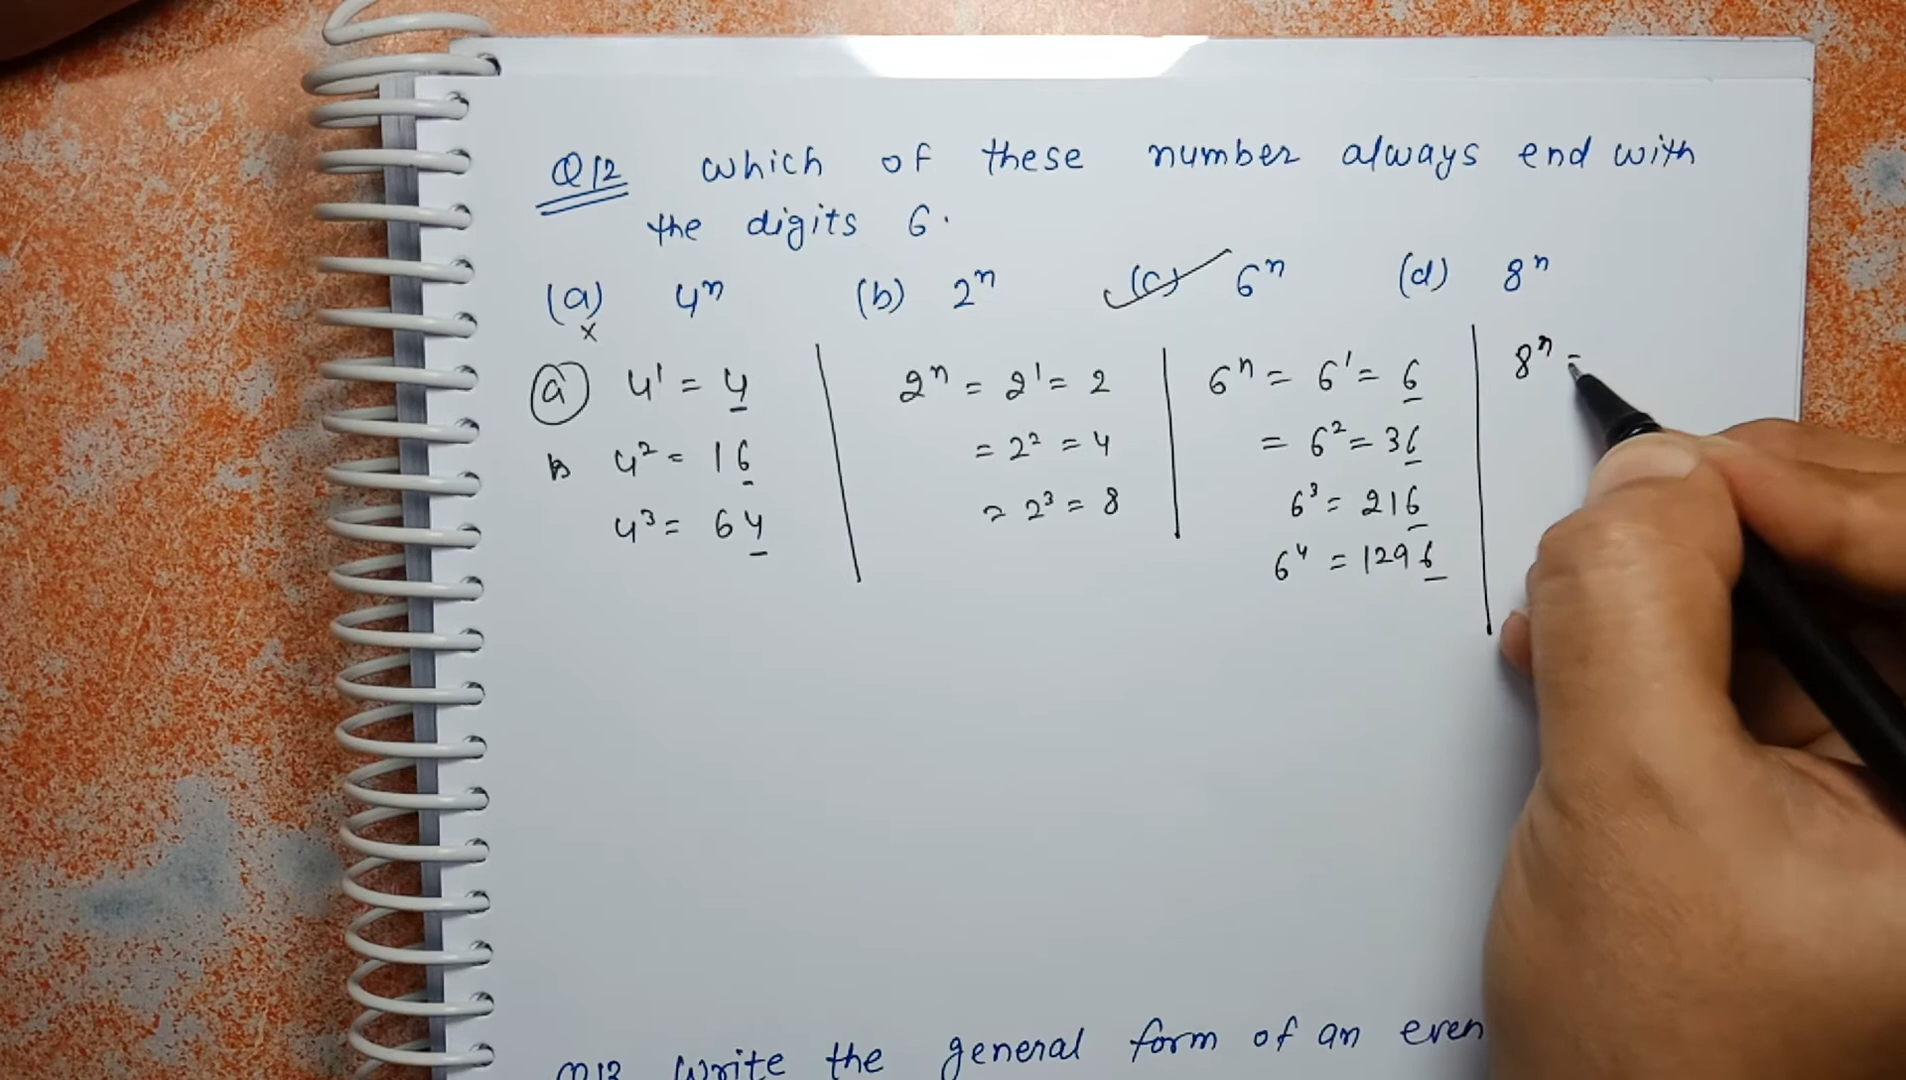 Q12 which of these number always end with
the digits 6.
(a) 4ⁿ (b) 2ⁿ (c) 6ⁿ (d) 8ⁿ
x
(a) 4¹ = 4
4² = 16
4³ = 64
2ⁿ = 2¹ = 2
= 2² = 4
= 2³ = 8
6ⁿ = 6¹ = 6
= 6² = 36
6³ = 216
6⁴ = 1296
8ⁿ =
Q13 Write the general form of an even